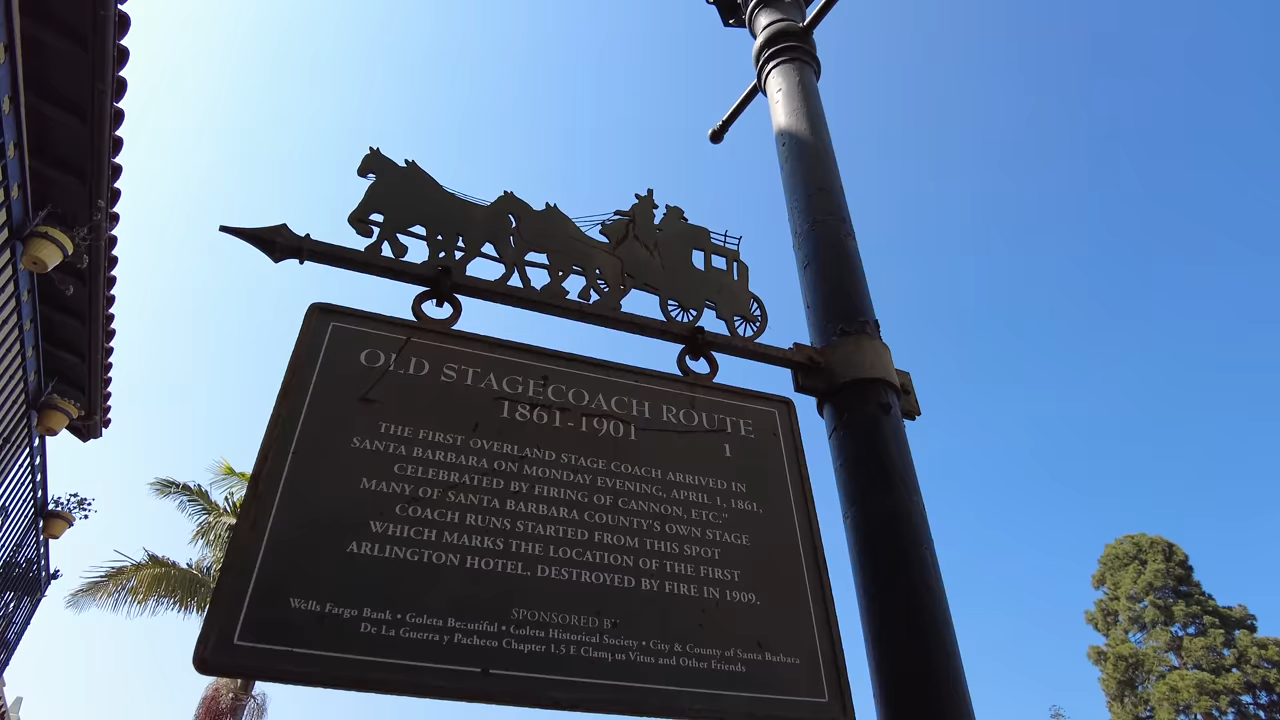 OLD STAGECOACH ROUTE
1861-1901
1
THE FIRST OVERLAND STAGE COACH ARRIVED IN
SANTA BARBARA ON MONDAY EVENING, APRIL 1, 1861,
CELEBRATED BY FIRING OF CANNON, ETC."
MANY OF SANTA BARBARA COUNTY'S OWN STAGE
COACH RUNS STARTED FROM THIS SPOT
WHICH MARKS THE LOCATION OF THE FIRST
ARLINGTON HOTEL, DESTROYED BY FIRE IN 1909.
SPONSORED BY
Wells Fargo Bank • Goleta Beautiful • Goleta Historical Society • City & County of Santa Barbara
De La Guerra y Pacheco Chapter 1.5 E Clampus Vitus and Other Friends